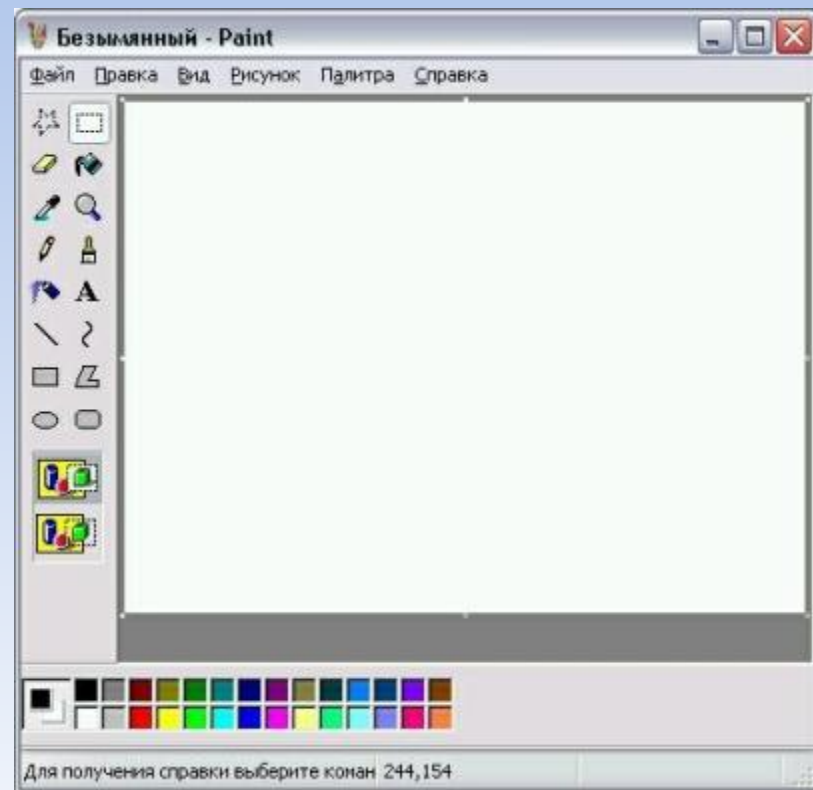 Безымянный - Paint
Файл Правка Вид Рисунок Палитра Справка
A
Для получения справки выберите коман 244,154